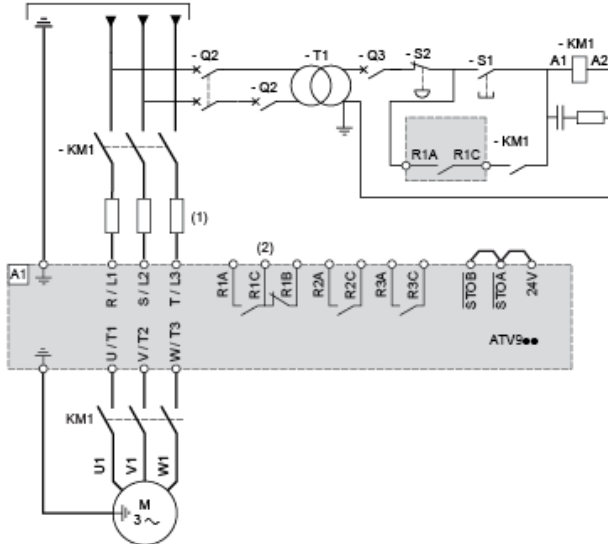 - Q2
- T1
- Q3
- S2
- S1
- KM1
A1
A2
- Q2
- KM1
R1A
R1C
- KM1
(1)
(2)
A1
R / L1
S / L2
T / L3
R1A
R1C
R1B
R2A
R2C
R3A
R3C
STOB
STOA
24V
U / T1
V / T2
W / T3
ATV9●●
KM1
U1
V1
W1
M
3 ~